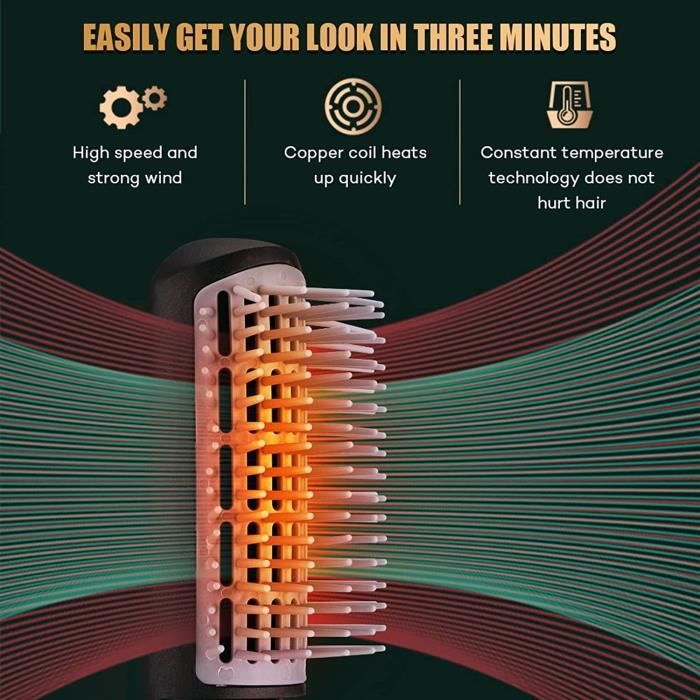 EASILY GET YOUR LOOK IN THREE MINUTES
High speed and
strong wind
Copper coil heats
up quickly
Constant temperature
technology does not
hurt hair